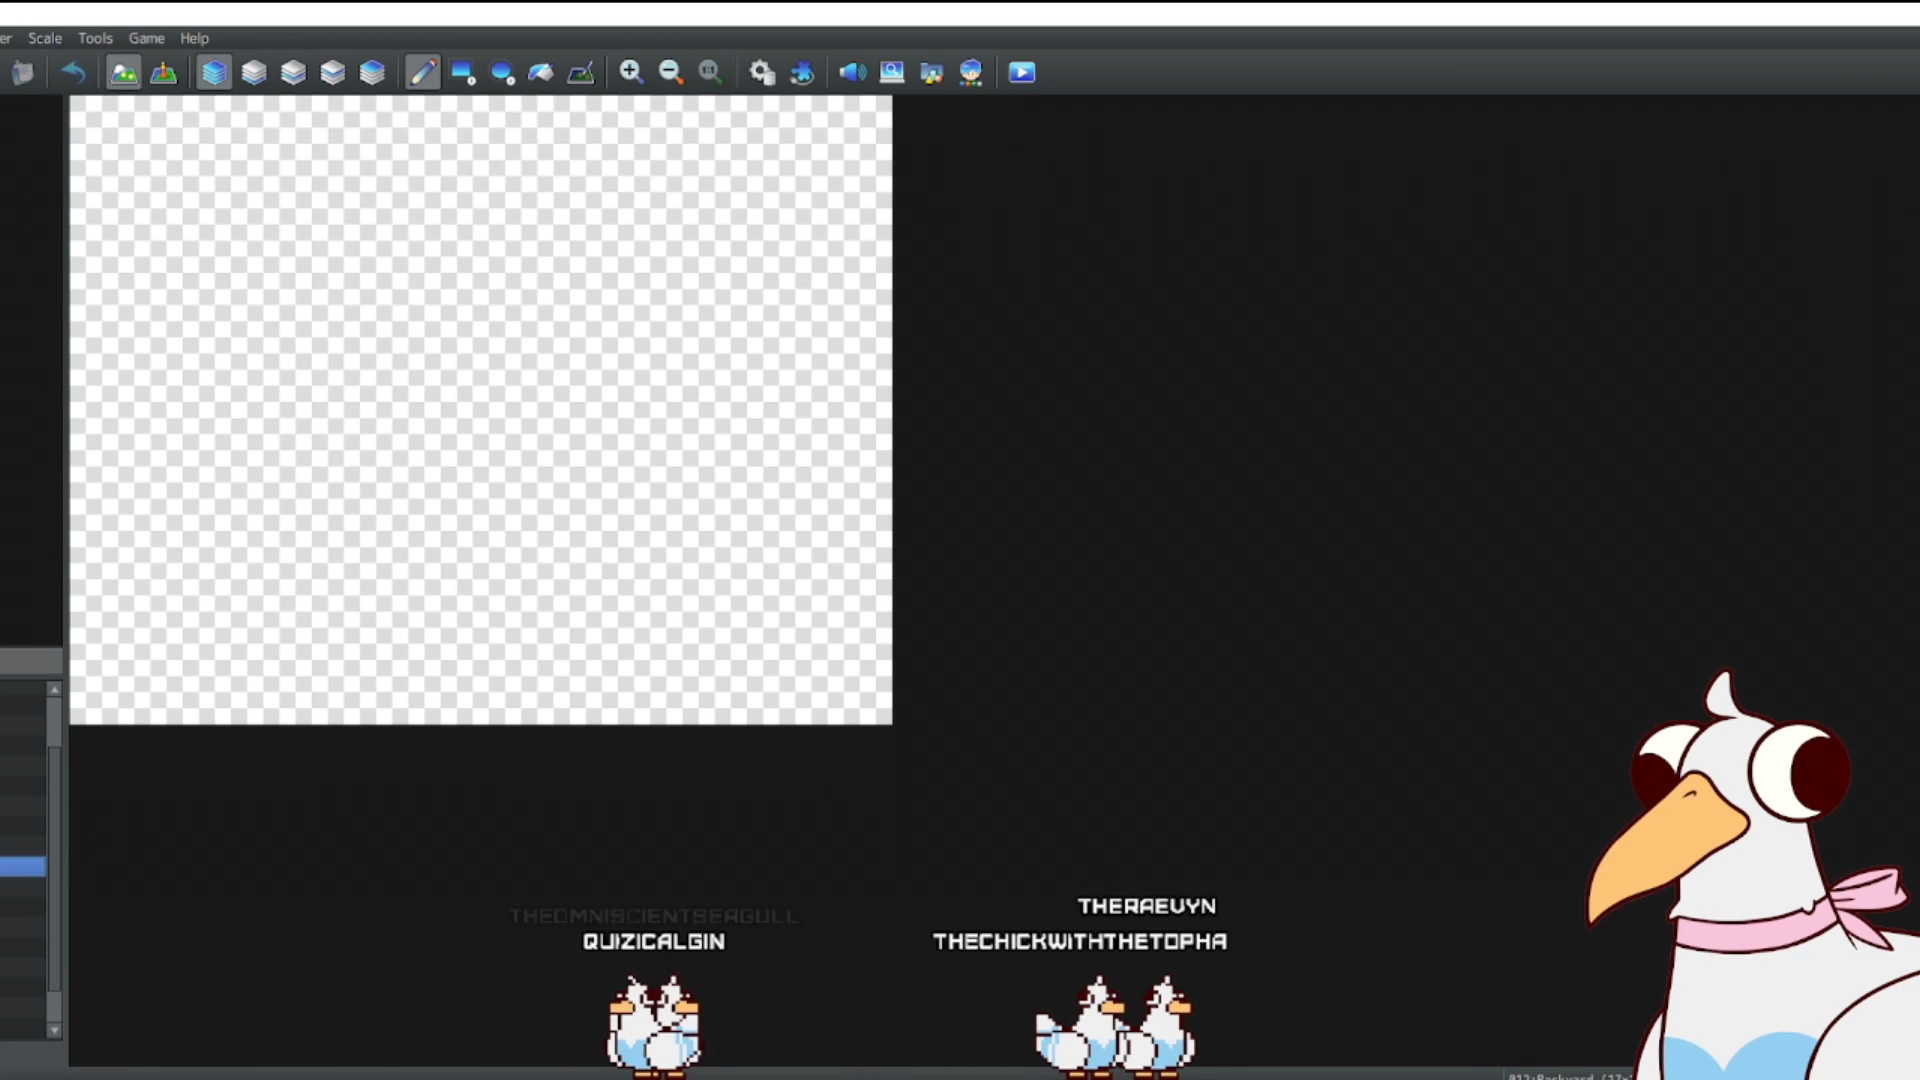 er Scale Tools Game Help
THEOMNISCIENTSEAGULL
THERAEVYN
QUIZICALGIN
THECHICKWITHTHETOPHA